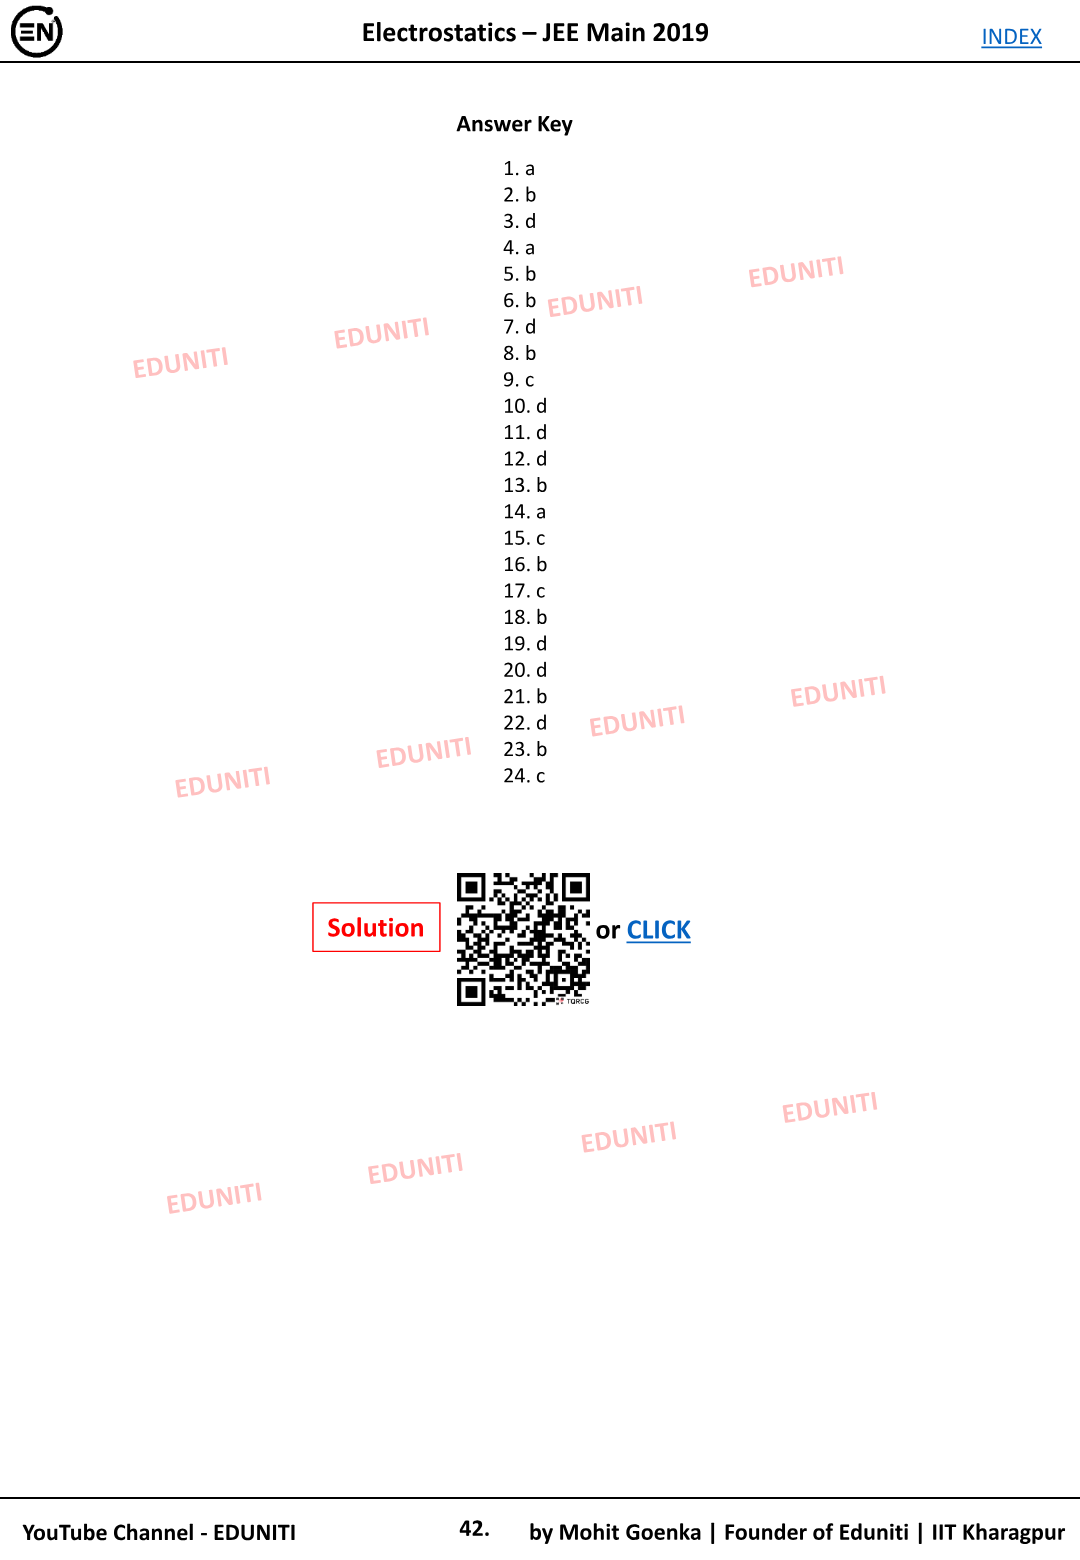 EN
Electrostatics – JEE Main 2019
INDEX
Answer Key
1. a
2. b
3. d
4. a
5. b
6. b
7. d
8. b
9. c
10. d
11. d
12. d
13. b
14. a
15. c
16. b
17. c
18. b
19. d
20. d
21. b
22. d
23. b
24. c
EDUNITI
EDUNITI
EDUNITI
EDUNITI
EDUNITI
EDUNITI
EDUNITI
EDUNITI
Solution
or CLICK
TQRCG
EDUNITI
EDUNITI
EDUNITI
EDUNITI
YouTube Channel - EDUNITI
42.
by Mohit Goenka | Founder of Eduniti | IIT Kharagpur